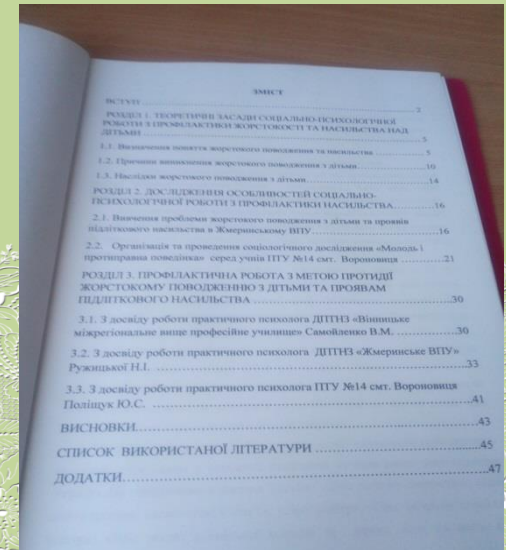 ЗМІСТ
ВСТУП ........ 2
РОЗДІЛ 1. ТЕОРЕТИЧНІ ЗАСАДИ СОЦІАЛЬНО-ПСИХОЛОГІЧНОЇ
РОБОТИ З ПРОФІЛАКТИКИ ЖОРСТОКОСТІ ТА НАСИЛЬСТВА НАД
ДІТЬМИ ........ 5
1.1. Визначення поняття жорстокого поводження та насильства ........ 5
1.2. Причини виникнення жорстокого поводження з дітьми ........ 10
1.3. Наслідки жорстокого поводження з дітьми ........ 14
РОЗДІЛ 2. ДОСЛІДЖЕННЯ ОСОБЛИВОСТЕЙ СОЦІАЛЬНО-
ПСИХОЛОГІЧНОЇ РОБОТИ З ПРОФІЛАКТИКИ НАСИЛЬСТВА ........ 16
2.1. Вивчення проблеми жорстокого поводження з дітьми та проявів
підліткового насильства в Жмеринському ВПУ ........ 16
2.2. Організація та проведення соціологічного дослідження «Молодь і
протиправна поведінка» серед учнів ПТУ №14 смт. Вороновиця ........ 21
РОЗДІЛ 3. ПРОФІЛАКТИЧНА РОБОТА З МЕТОЮ ПРОТИДІЇ
ЖОРСТОКОМУ ПОВОДЖЕННЮ З ДІТЬМИ ТА ПРОЯВАМ
ПІДЛІТКОВОГО НАСИЛЬСТВА ........ 30
3.1. З досвіду роботи практичного психолога ДПТНЗ «Вінницьке
міжрегіональне вище професійне училище» Самойленко В.М. ........ 30
3.2. З досвіду роботи практичного психолога ДПТНЗ «Жмеринське ВПУ»
Ружицької Н.І. ........ 33
3.3. З досвіду роботи практичного психолога ПТУ №14 смт. Вороновиця
Поліщук Ю.С. ........ 41
ВИСНОВКИ ........ 43
СПИСОК ВИКОРИСТАНОЇ ЛІТЕРАТУРИ ........ 45
ДОДАТКИ ........ 47